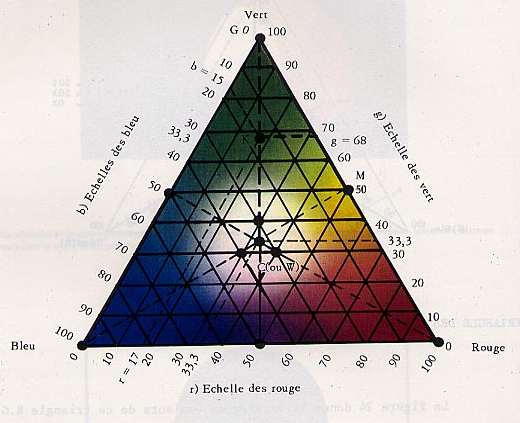 Vert
G 0 100
10 90
b = 15
20 80
30 70
33,3 K g = 68
40 60
M
50 50
b) Echelles des bleu
g) Echelle des vert
60 40
33,3
70 30
C(ou W)
80 20
90 10
100 0
Bleu Rouge
0 10 r = 17 20 30 33,3 40 50 60 70 80 90 100
r) Echelle des rouge